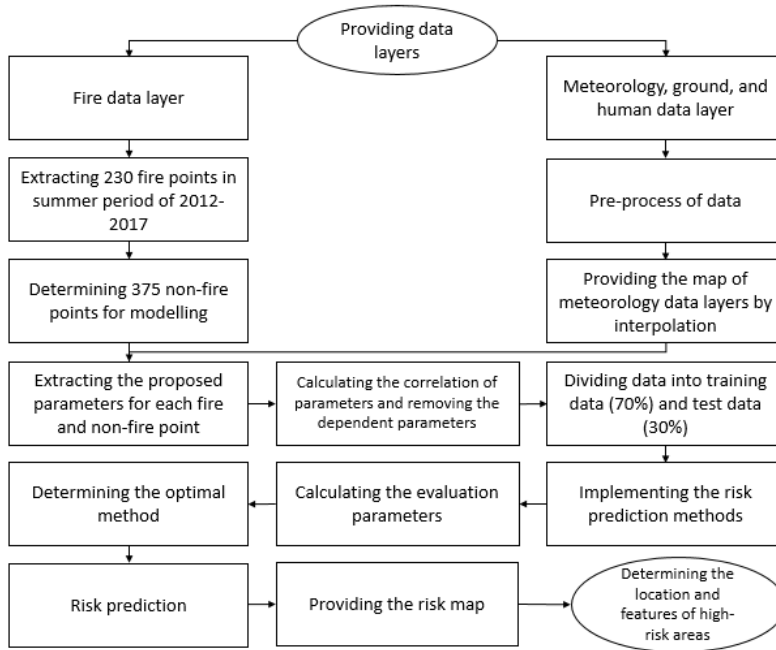 Providing data
layers
Fire data layer
Meteorology, ground, and
human data layer
Extracting 230 fire points in
summer period of 2012-
2017
Pre-process of data
Determining 375 non-fire
points for modelling
Providing the map of
meteorology data layers by
interpolation
Extracting the proposed
parameters for each fire
and non-fire point
Calculating the correlation of
parameters and removing the
dependent parameters
Dividing data into training
data (70%) and test data
(30%)
Determining the optimal
method
Calculating the evaluation
parameters
Implementing the risk
prediction methods
Risk prediction
Providing the risk map
Determining the
location and
features of high-
risk areas